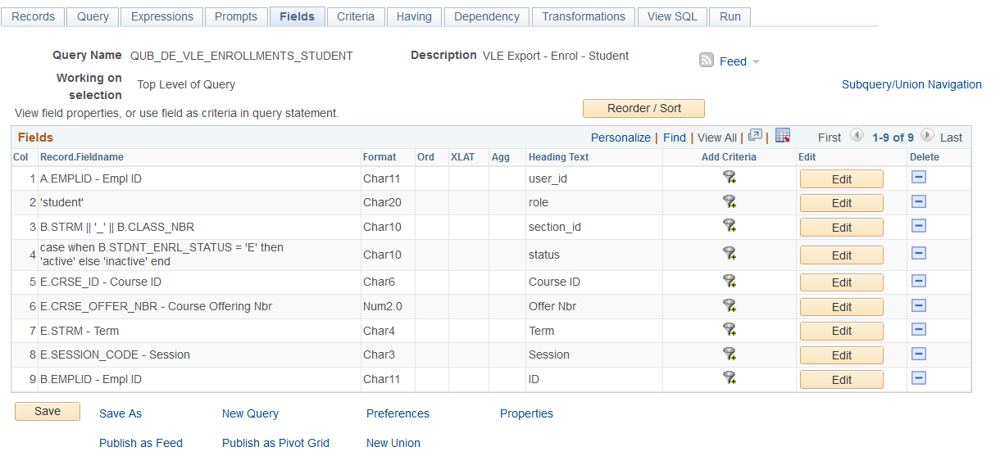 Records Query Expressions Prompts Fields Criteria Having Dependency Transformations View SQL Run
Query Name QUB_DE_VLE_ENROLLMENTS_STUDENT Description VLE Export - Enrol - Student Feed
Working on selection Top Level of Query Subquery/Union Navigation
View field properties, or use field as criteria in query statement. Reorder / Sort
Fields Personalize | Find | View All | | First 1-9 of 9 Last
Col Record.Fieldname Format Ord XLAT Agg Heading Text Add Criteria Edit Delete
1 A.EMPLID - Empl ID Char11 user_id Edit
2 'student' Char20 role Edit
3 B.STRM || '_' || B.CLASS_NBR Char10 section_id Edit
4 case when B.STDNT_ENRL_STATUS = 'E' then
'active' else 'inactive' end Char10 status Edit
5 E.CRSE_ID - Course ID Char6 Course ID Edit
6 E.CRSE_OFFER_NBR - Course Offering Nbr Num2.0 Offer Nbr Edit
7 E.STRM - Term Char4 Term Edit
8 E.SESSION_CODE - Session Char3 Session Edit
9 B.EMPLID - Empl ID Char11 ID Edit
Save Save As New Query Preferences Properties
Publish as Feed Publish as Pivot Grid New Union